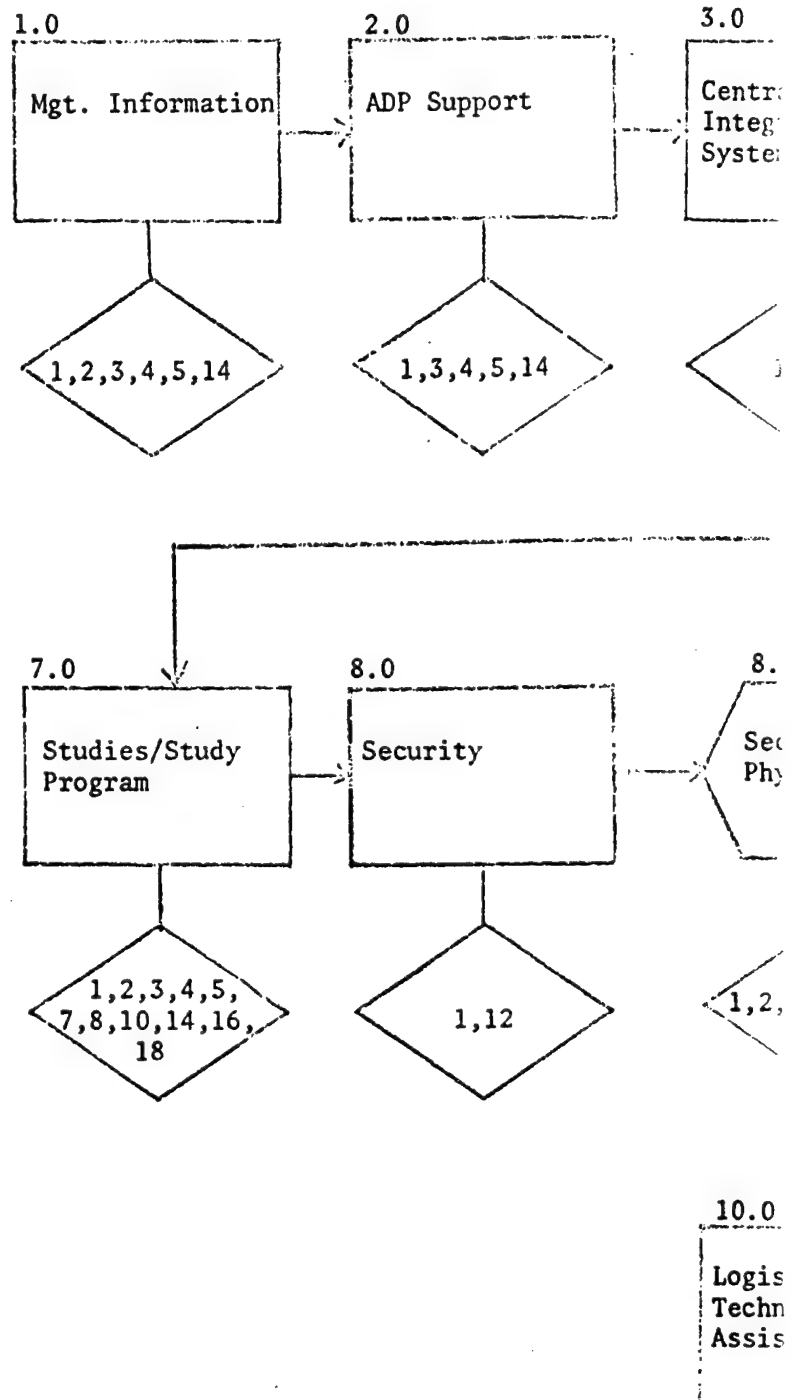 1.0
2.0
3.0
Mgt. Information
ADP Support
1,2,3,4,5,14
1,3,4,5,14
7.0
8.0
Studies/Study
Program
Security
1,2,3,4,5,
7,8,10,14,16,
18
1,12
1,2,
10.0